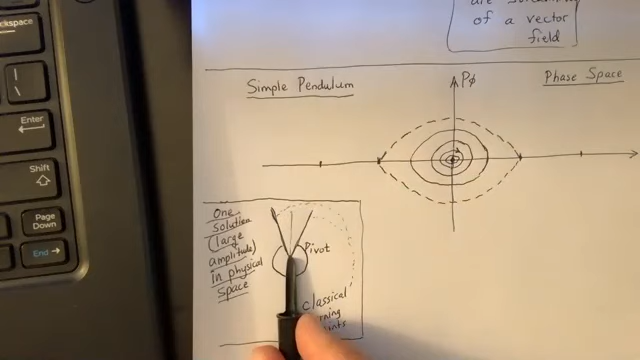 of a vector
field
Simple Pendulum
Pϕ
Phase Space
One
solution
(large
amplitude)
in physical
space
Pivot
Classical
Enter
Shift
Page
Down
End